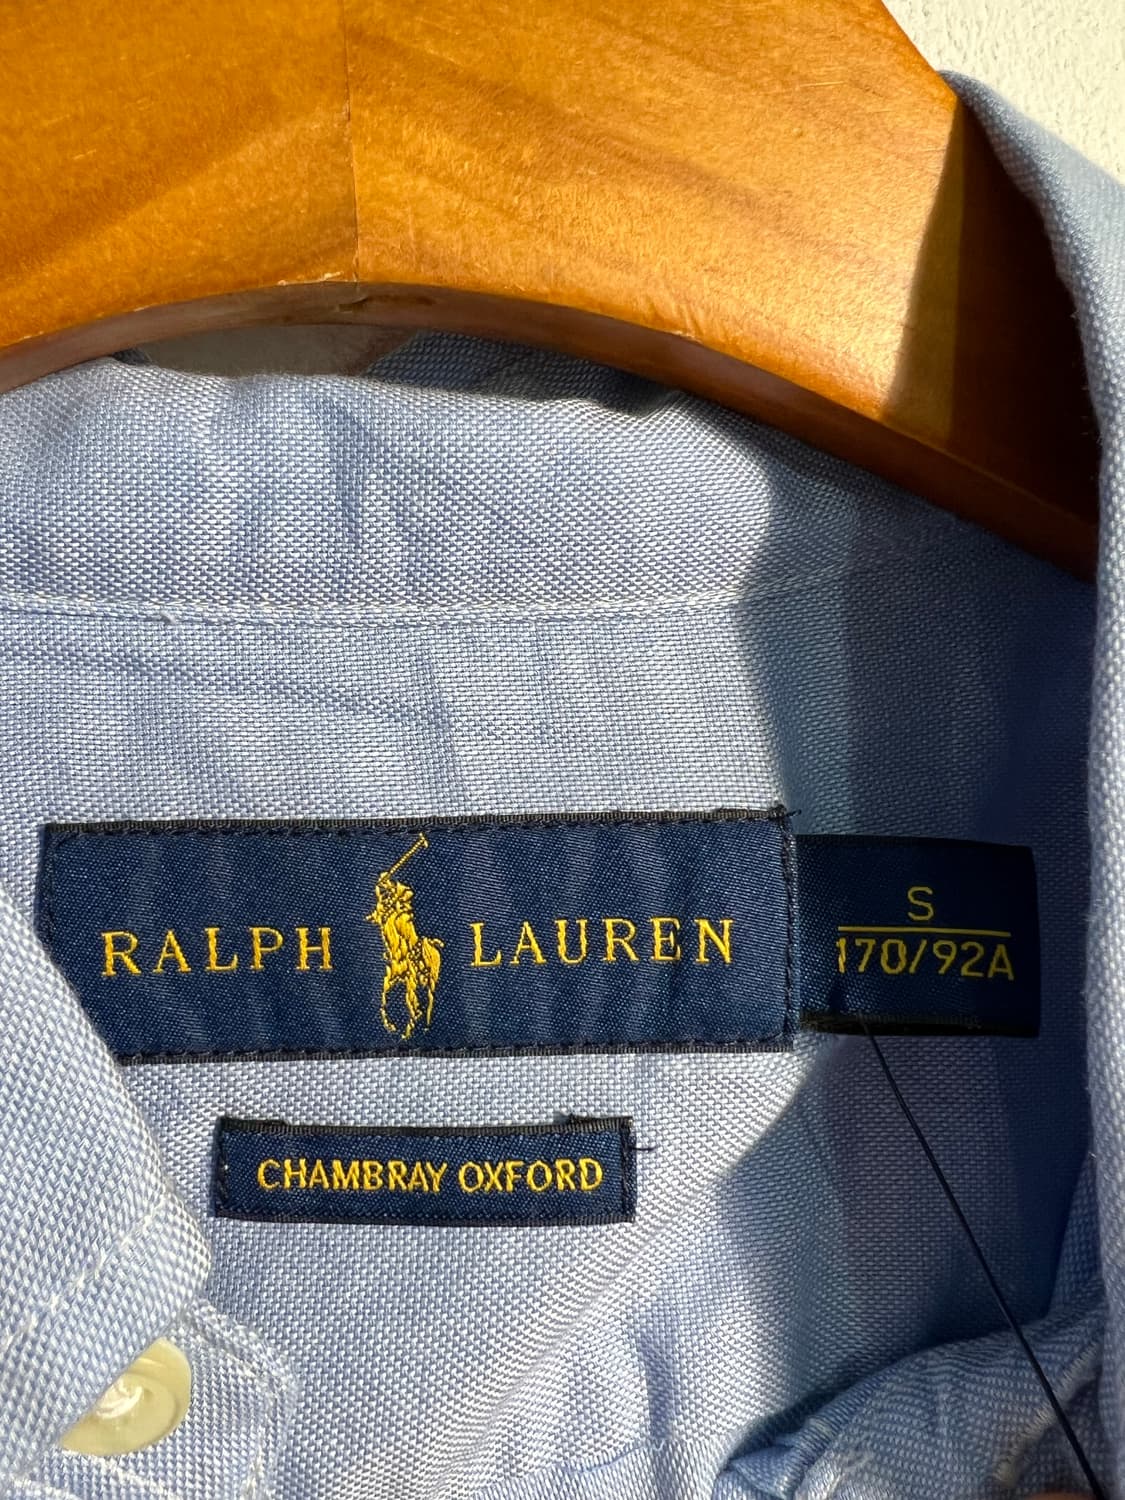 RALPH LAUREN
S
170/92A
CHAMBRAY OXFORD